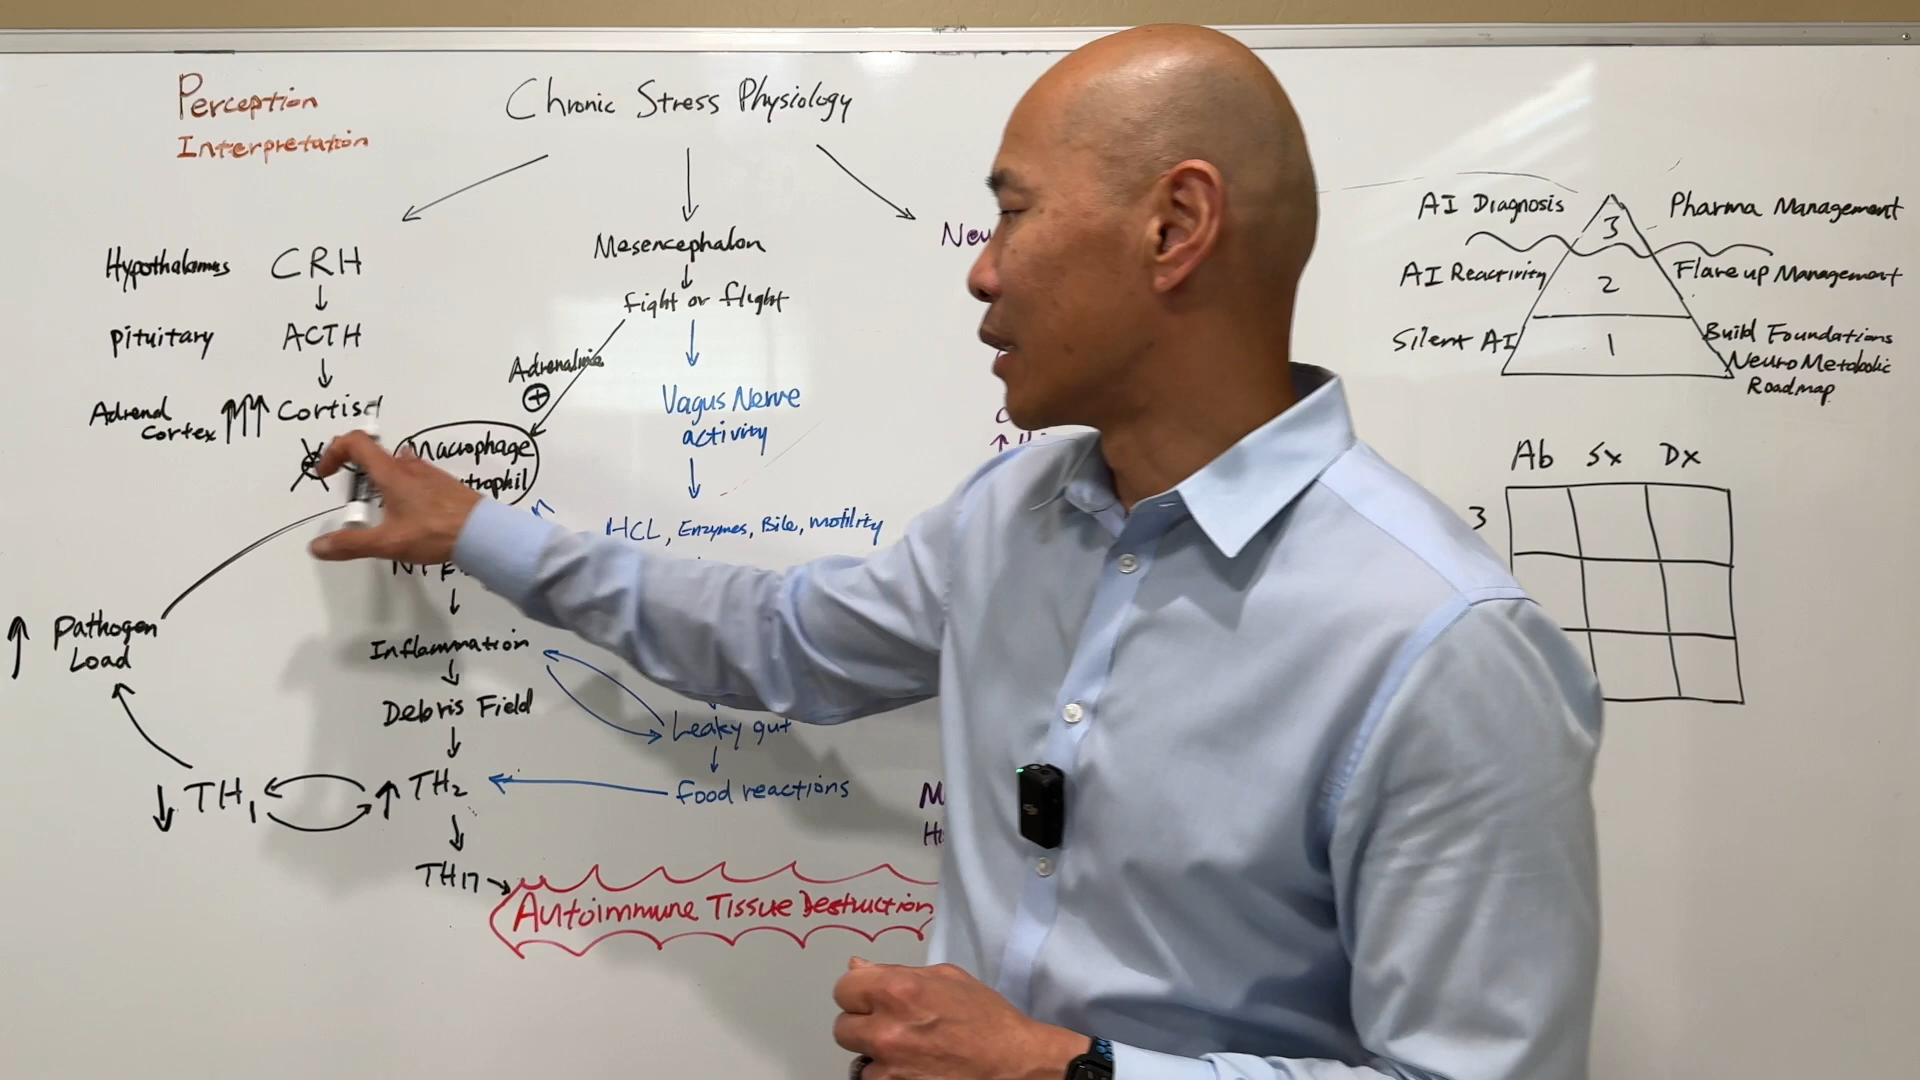 Perception
Interpretation
Chronic Stress Physiology
Hypothalamus CRH
Pituitary ACTH
Adrenal
Cortex
Cortisol
Mesencephalon
Fight or flight
Adrenaline
+
Macrophage
Vagus Nerve
activity
HCL, Enzymes, Bile, Motility
Inflammation
Debris Field
Leaky gut
Food reactions
Pathogen
Load
TH1
TH2
TH17
Autoimmune Tissue Destruction
AI Diagnosis 3 Pharma Management
AI Reactivity 2 Flare up Management
Silent AI 1 Build Foundations
Neuro Metabolic
Roadmap
Ab Sx Dx
3